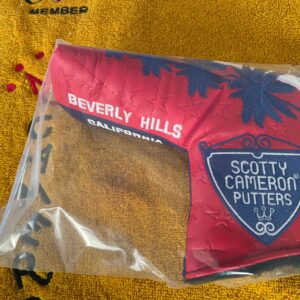 MEMBER
BEVERLY HILLS
CALIFORNIA
SCOTTY
CAMERON®
PUTTERS